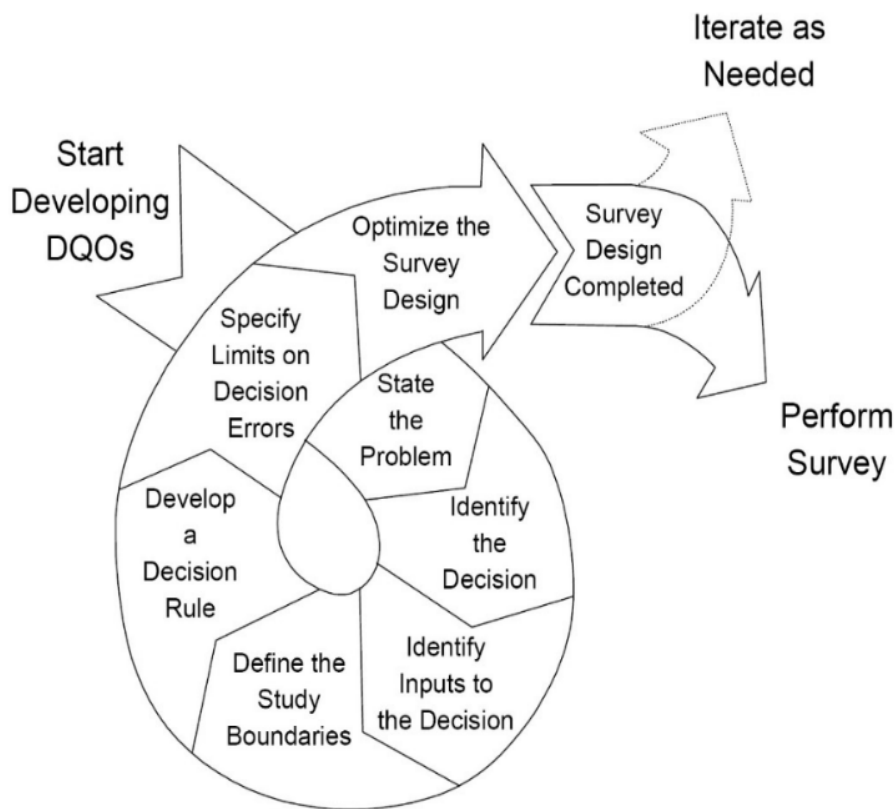 Iterate as
Needed
Start
Developing
DQOs
Optimize the
Survey
Design
Survey
Design
Completed
Specify
Limits on
Decision
Errors
State
the
Problem
Perform
Survey
Develop
a
Decision
Rule
Identify
the
Decision
Define the
Study
Boundaries
Identify
Inputs to
the Decision